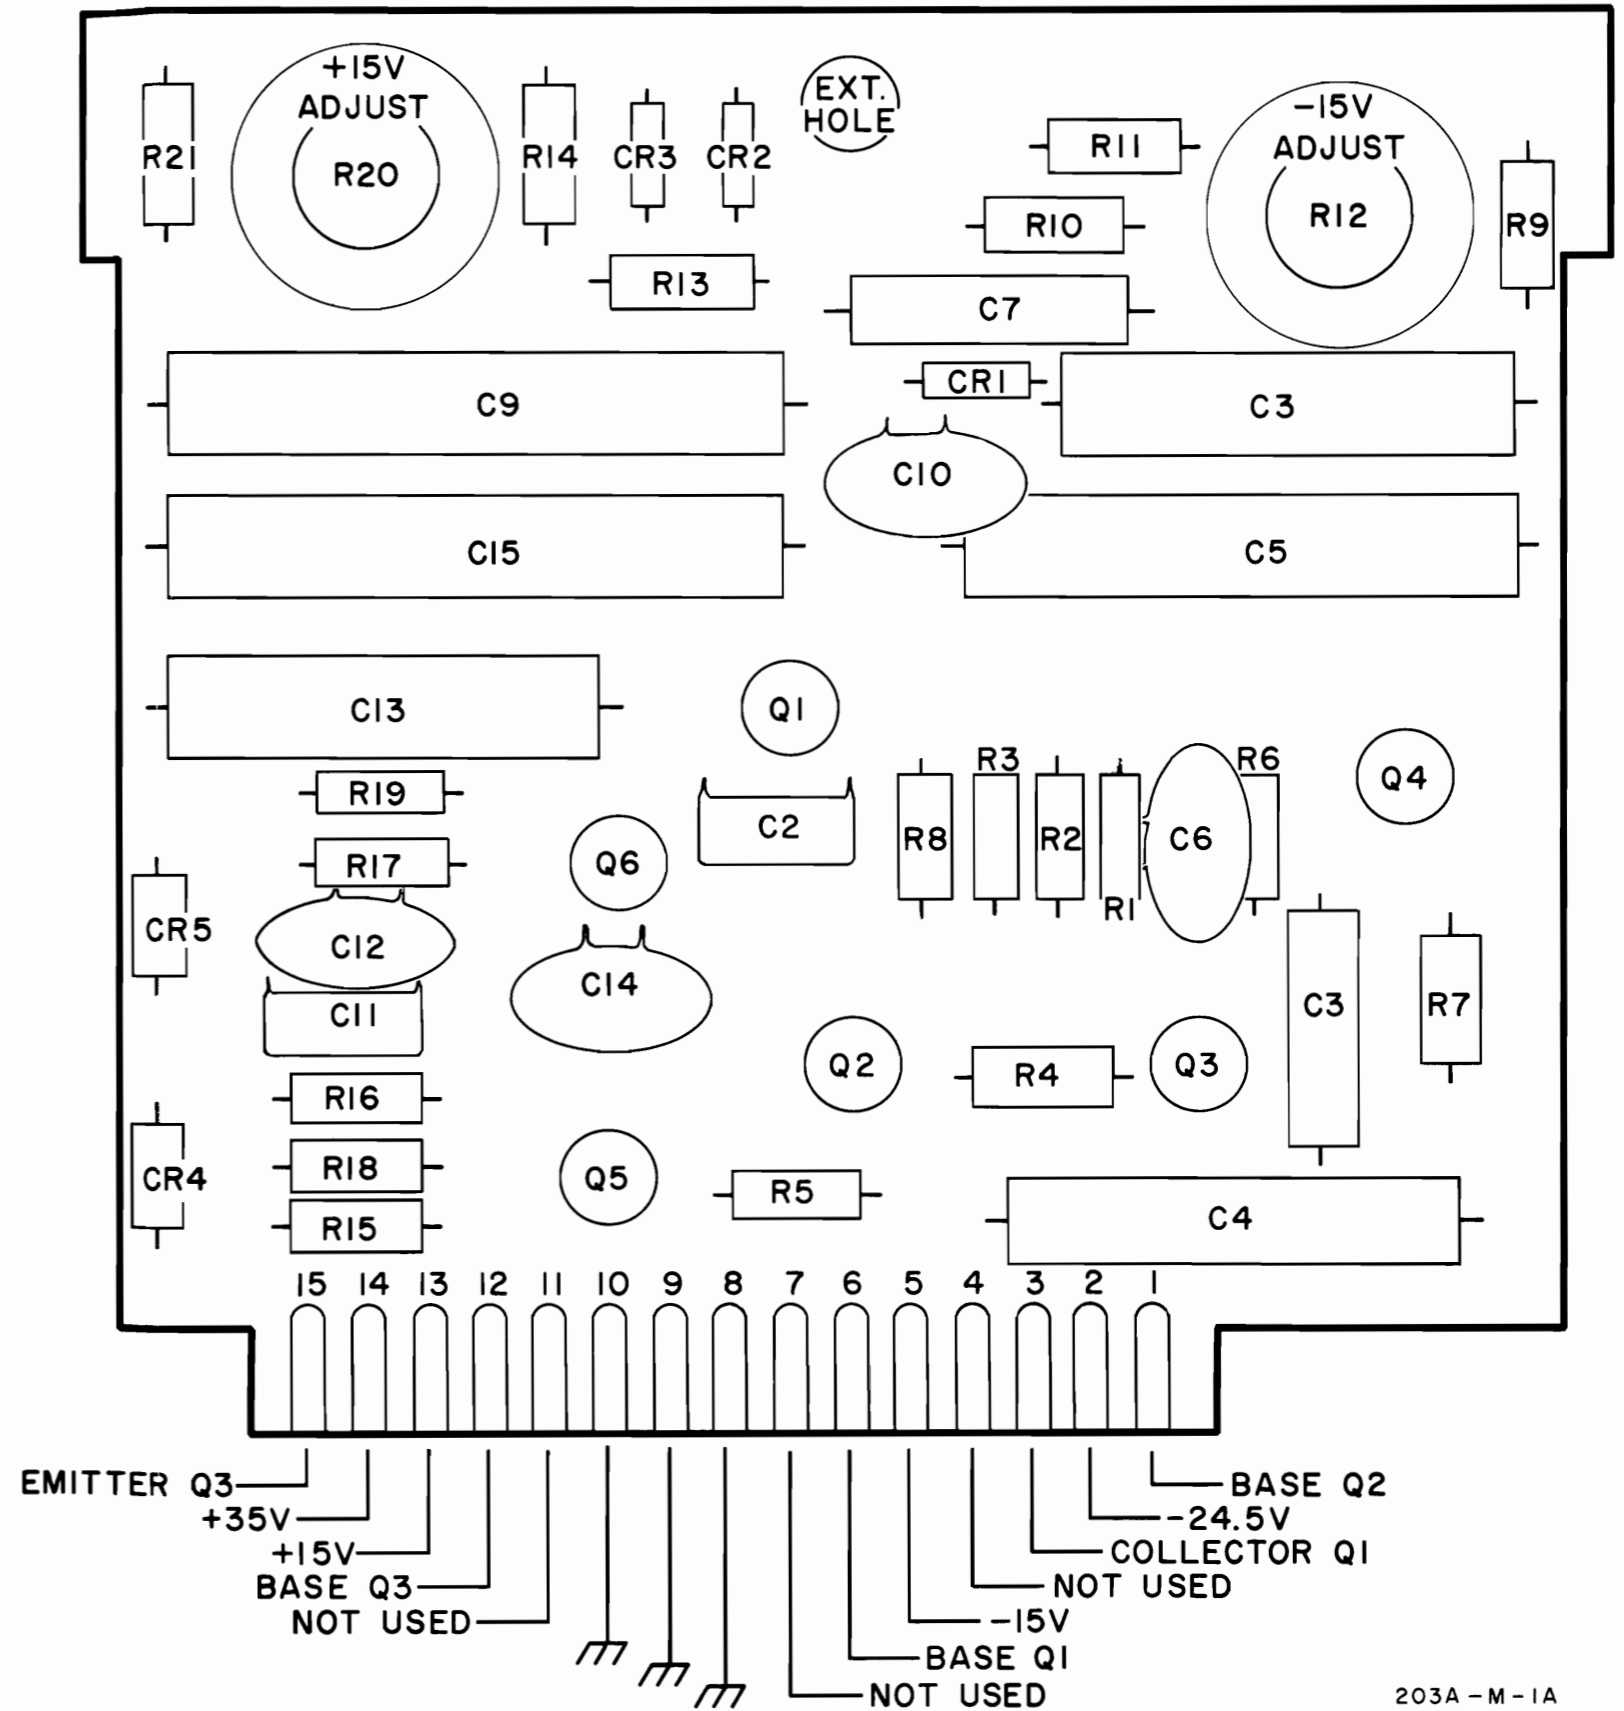 +15V
ADJUST
R20
R21
R14
CR3
CR2
EXT.
HOLE
R11
-15V
ADJUST
R12
R10
R9
R13
C7
C9
CR1
C3
C10
C15
C5
C13
Q1
R19
C2
R3
R6
Q4
R8
R2
C6
R1
R17
Q6
CR5
C12
C14
C11
C3
R7
Q2
R4
Q3
R16
CR4
R18
Q5
R5
C4
R15
15 14 13 12 11 10 9 8 7 6 5 4 3 2 1
EMITTER Q3
BASE Q2
+35V
-24.5V
+15V
COLLECTOR Q1
BASE Q3
NOT USED
NOT USED
-15V
BASE Q1
NOT USED
203A-M-1A